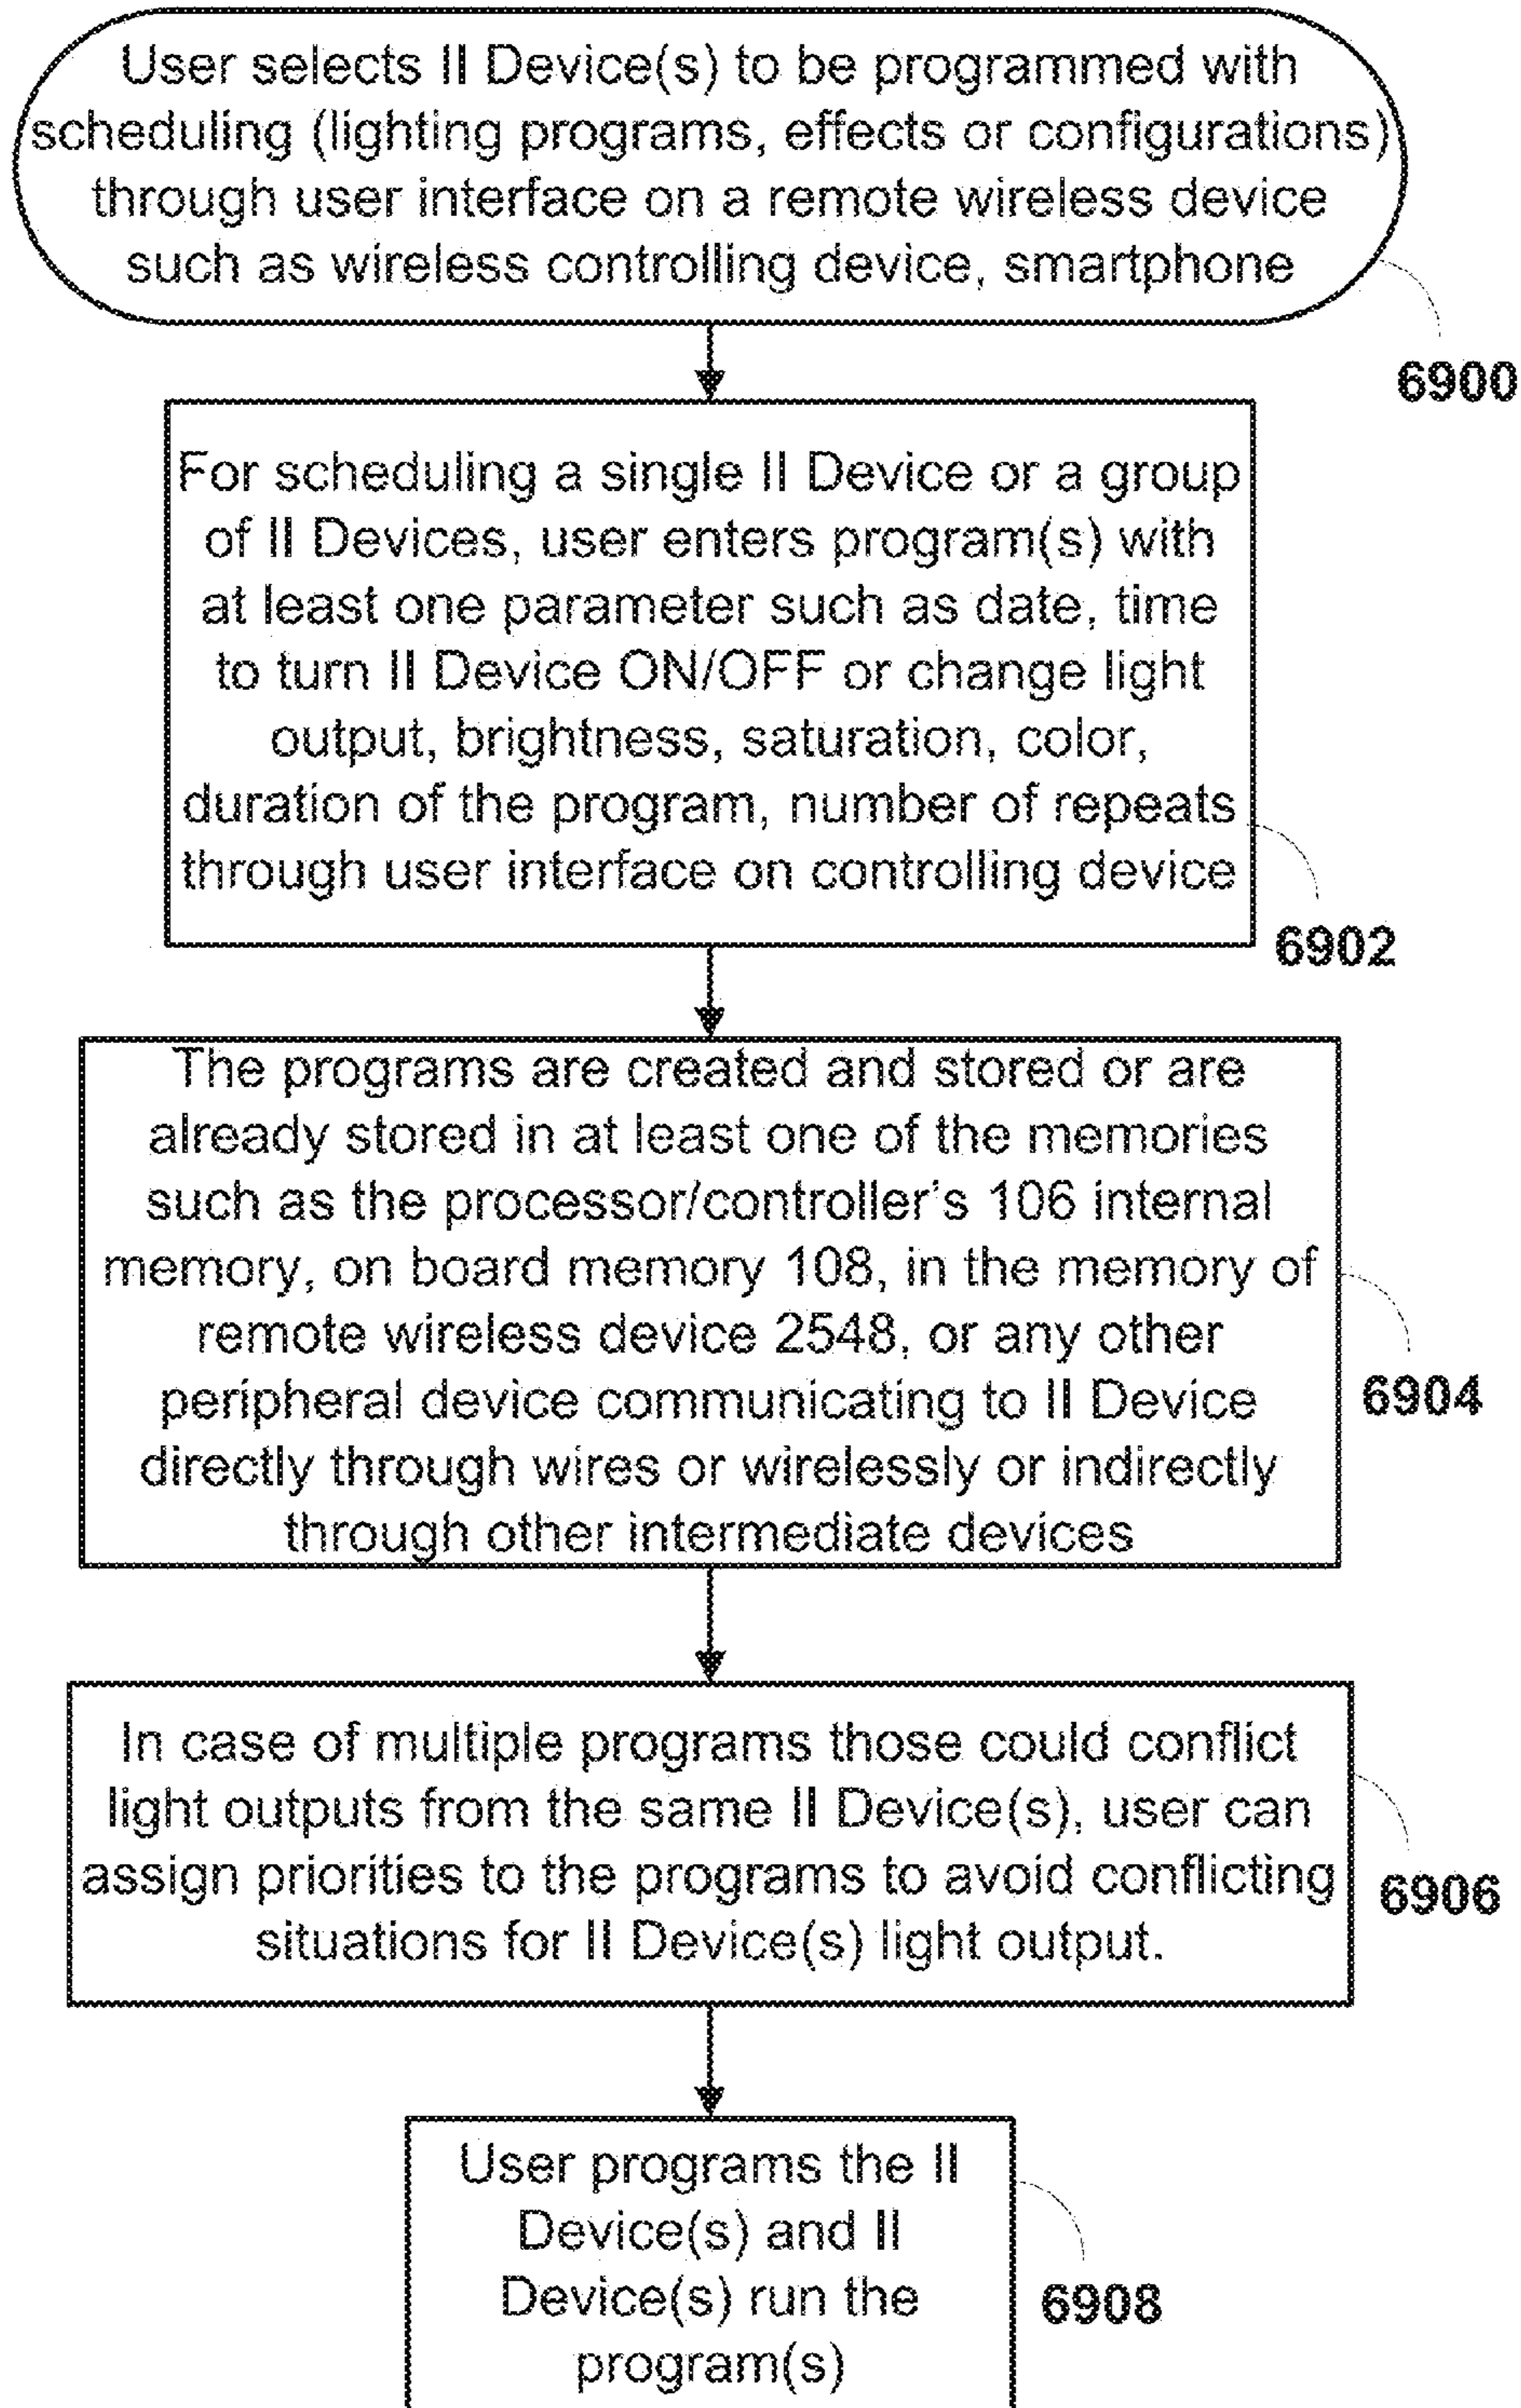 User selects II Device(s) to be programmed with
scheduling (lighting programs, effects or configurations)
through user interface on a remote wireless device
such as wireless controlling device, smartphone
6900
For scheduling a single II Device or a group
of II Devices, user enters program(s) with
at least one parameter such as date, time
to turn II Device ON/OFF or change light
output, brightness, saturation, color,
duration of the program, number of repeats
through user interface on controlling device
6902
The programs are created and stored or are
already stored in at least one of the memories
such as the processor/controller's 106 internal
memory, on board memory 108, in the memory of
remote wireless device 2548, or any other
peripheral device communicating to II Device
directly through wires or wirelessly or indirectly
through other intermediate devices
6904
In case of multiple programs those could conflict
light outputs from the same II Device(s), user can
assign priorities to the programs to avoid conflicting
situations for II Device(s) light output.
6906
User programs the II
Device(s) and II
Device(s) run the
program(s)
6908